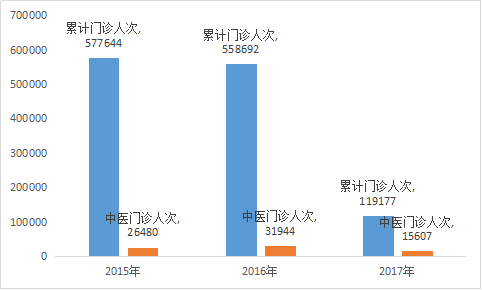 700000
600000
500000
400000
300000
200000
100000
0
累计门诊人次,
577644
中医门诊人次,
26480
累计门诊人次,
558692
中医门诊人次,
31944
累计门诊人次,
119177
中医门诊人次,
15607
2015年
2016年
2017年